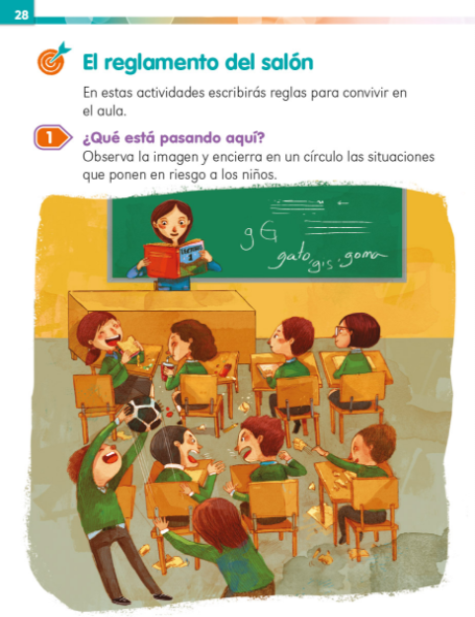 28
El reglamento del salón
En estas actividades escribirás reglas para convivir en
el aula.
1 ¿Qué está pasando aquí?
Observa la imagen y encierra en un círculo las situaciones
que ponen en riesgo a los niños.
g G
gato, gis, goma